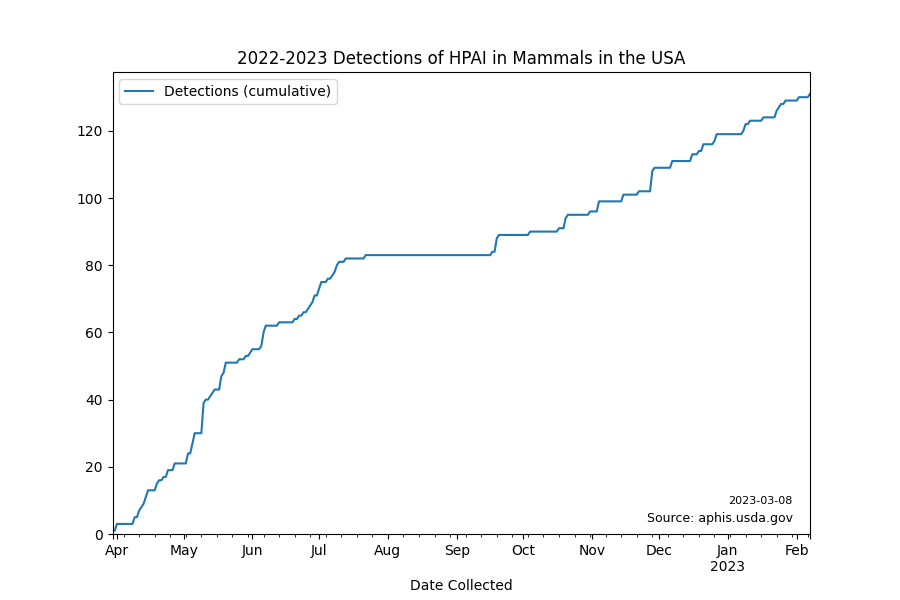 2022-2023 Detections of HPAI in Mammals in the USA
Detections (cumulative)
120
100
80
60
40
20
0
2023-03-08
Source: aphis.usda.gov
Apr May Jun Jul Aug Sep Oct Nov Dec Jan Feb
2023
Date Collected